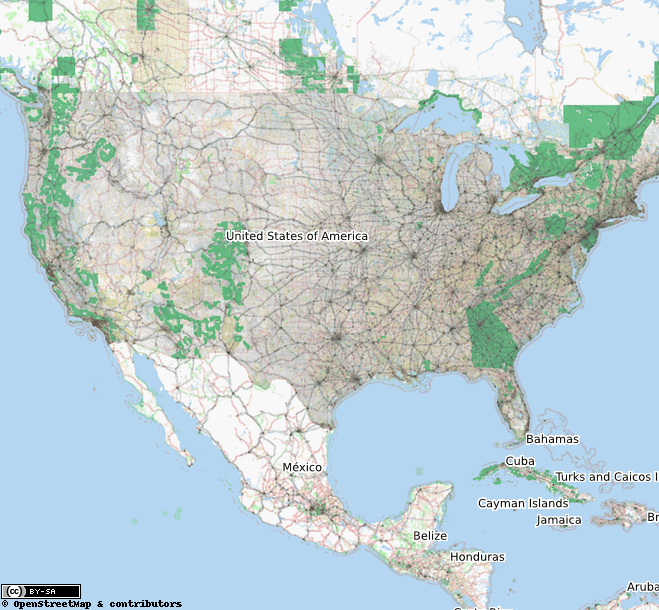 United States of America
Bahamas
Cuba
Turks and Caicos I
México
Cayman Islands
Jamaica
Br
Belize
Honduras
Aruba
cc BY-SA
© OpenStreetMap & contributors